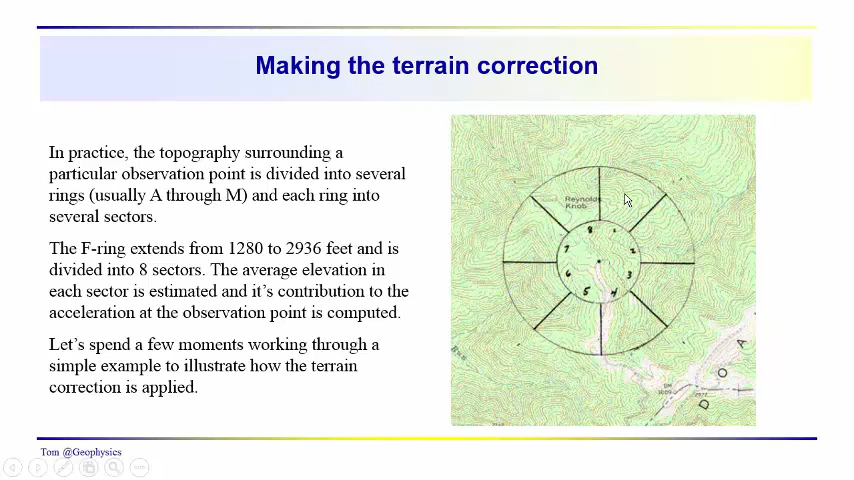 Making the terrain correction
In practice, the topography surrounding a
particular observation point is divided into several
rings (usually A through M) and each ring into
several sectors.
The F-ring extends from 1280 to 2936 feet and is
divided into 8 sectors. The average elevation in
each sector is estimated and it's contribution to the
acceleration at the observation point is computed.
Let's spend a few moments working through a
simple example to illustrate how the terrain
correction is applied.
Reynolds
Knob
8 1
7 2
6 3
5 4
Run
BM
D O A
Tom @Geophysics